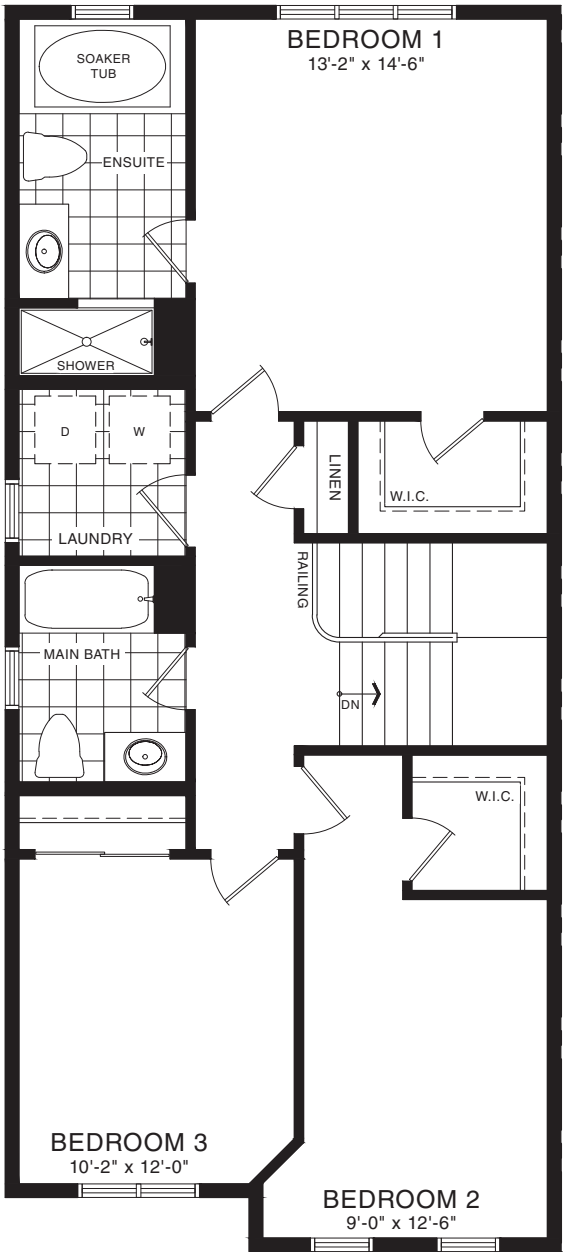 SOAKER
TUB
BEDROOM 1
13'-2" x 14'-6"
ENSUITE
SHOWER
D
W
LINEN
W.I.C.
LAUNDRY
RAILING
MAIN BATH
DN
W.I.C.
BEDROOM 3
10'-2" x 12'-0"
BEDROOM 2
9'-0" x 12'-6"